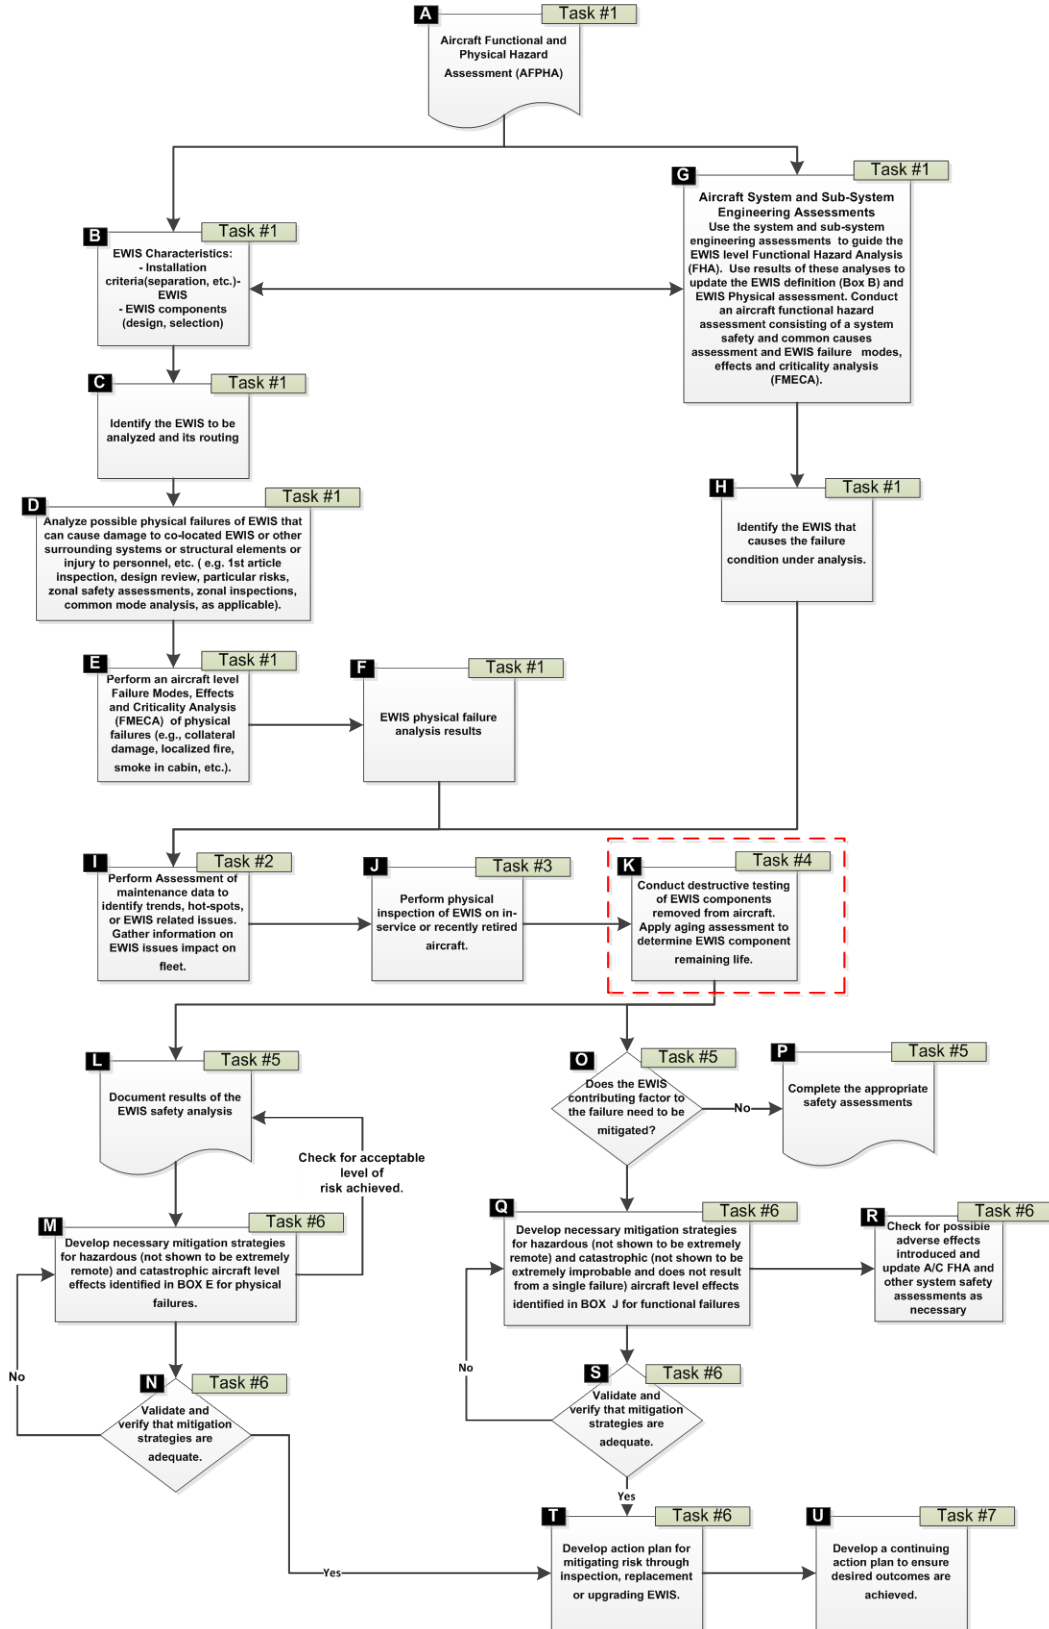 A
Task #1
Aircraft Functional and
Physical Hazard
Assessment (AFPHA)
G
Task #1
Aircraft System and Sub-System
Engineering Assessments
Use the system and sub-system
engineering assessments to guide the
EWIS level Functional Hazard Analysis
(FHA). Use results of these analyses to
update the EWIS definition (Box B) and
EWIS Physical assessment. Conduct
an aircraft functional hazard
assessment consisting of a system
safety and common causes
assessment and EWIS failure modes,
effects and criticality analysis
(FMECA).
B
Task #1
EWIS Characteristics:
- Installation
criteria(separation, etc.)-
EWIS
- EWIS components
(design, selection)
C
Task #1
Identify the EWIS to be
analyzed and its routing
D
Task #1
Analyze possible physical failures of EWIS that
can cause damage to co-located EWIS or other
surrounding systems or structural elements or
injury to personnel, etc. ( e.g. 1st article
inspection, design review, particular risks,
zonal safety assessments, zonal inspections,
common mode analysis, as applicable).
H
Task #1
Identify the EWIS that
causes the failure
condition under analysis.
E
Task #1
Perform an aircraft level
Failure Modes, Effects
and Criticality Analysis
(FMECA) of physical
failures (e.g., collateral
damage, localized fire,
smoke in cabin, etc.).
F
Task #1
EWIS physical failure
analysis results
I
Task #2
Perform Assessment of
maintenance data to
identify trends, hot-spots,
or EWIS related issues.
Gather information on
EWIS issues impact on
fleet.
J
Task #3
Perform physical
inspection of EWIS on in-
service or recently retired
aircraft.
K
Task #4
Conduct destructive testing
of EWIS components
removed from aircraft.
Apply aging assessment to
determine EWIS component
remaining life.
L
Task #5
Document results of the
EWIS safety analysis
O
Task #5
Does the EWIS
contributing factor to
the failure need to be
mitigated?
No
P
Task #5
Complete the appropriate
safety assessments
Check for acceptable
level of
risk achieved.
M
Task #6
Develop necessary mitigation strategies
for hazardous (not shown to be extremely
remote) and catastrophic aircraft level
effects identified in BOX E for physical
failures.
Q
Task #6
Develop necessary mitigation strategies
for hazardous (not shown to be extremely
remote) and catastrophic (not shown to be
extremely improbable and does not result
from a single failure) aircraft level effects
identified in BOX J for functional failures
R
Task #6
Check for possible
adverse effects
introduced and
update A/C FHA and
other system safety
assessments as
necessary
No
N
Task #6
Validate and
verify that mitigation
strategies are
adequate.
No
S
Task #6
Validate and
verify that mitigation
strategies are
adequate.
Yes
Yes
T
Task #6
Develop action plan for
mitigating risk through
inspection, replacement
or upgrading EWIS.
U
Task #7
Develop a continuing
action plan to ensure
desired outcomes are
achieved.